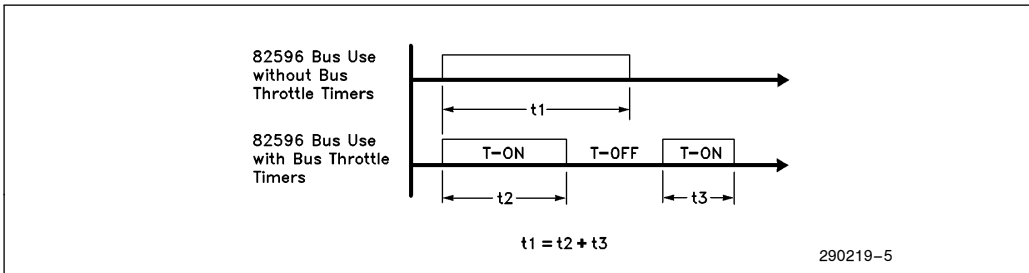 82596 Bus Use
without Bus
Throttle Timers
t1
82596 Bus Use
with Bus Throttle
Timers
T-ON
T-OFF
T-ON
t2
t3
t1 = t2 + t3
290219-5